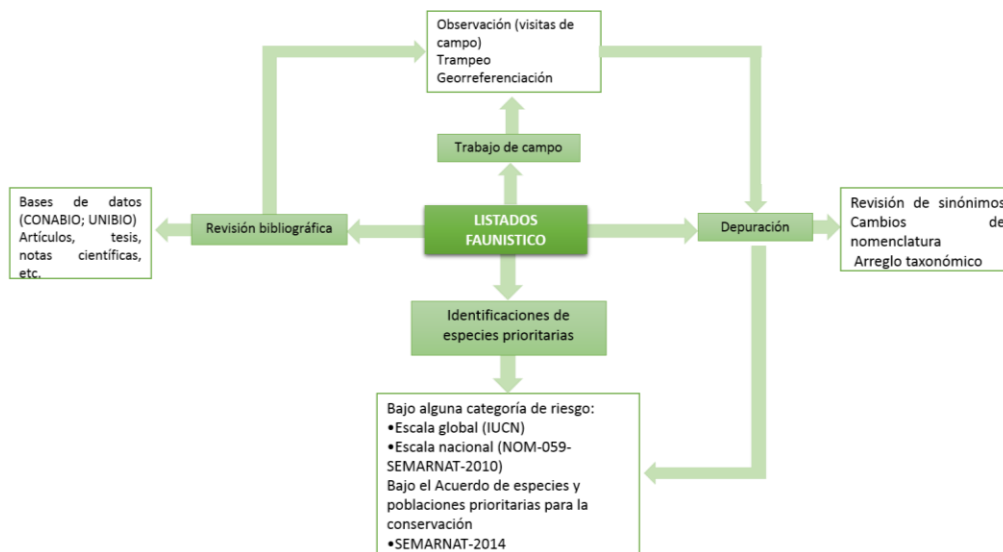 Observación (visitas de
campo)
Trampeo
Georreferenciación
Trabajo de campo
Bases de datos
(CONABIO; UNIBIO)
Artículos, tesis,
notas científicas,
etc.
Revisión bibliográfica
LISTADOS
FAUNISTICO
Depuración
Revisión de sinónimos
Cambios de
nomenclatura
Arreglo taxonómico
Identificaciones de
especies prioritarias
Bajo alguna categoría de riesgo:
•Escala global (IUCN)
•Escala nacional (NOM-059-
SEMARNAT-2010)
Bajo el Acuerdo de especies y
poblaciones prioritarias para la
conservación
•SEMARNAT-2014